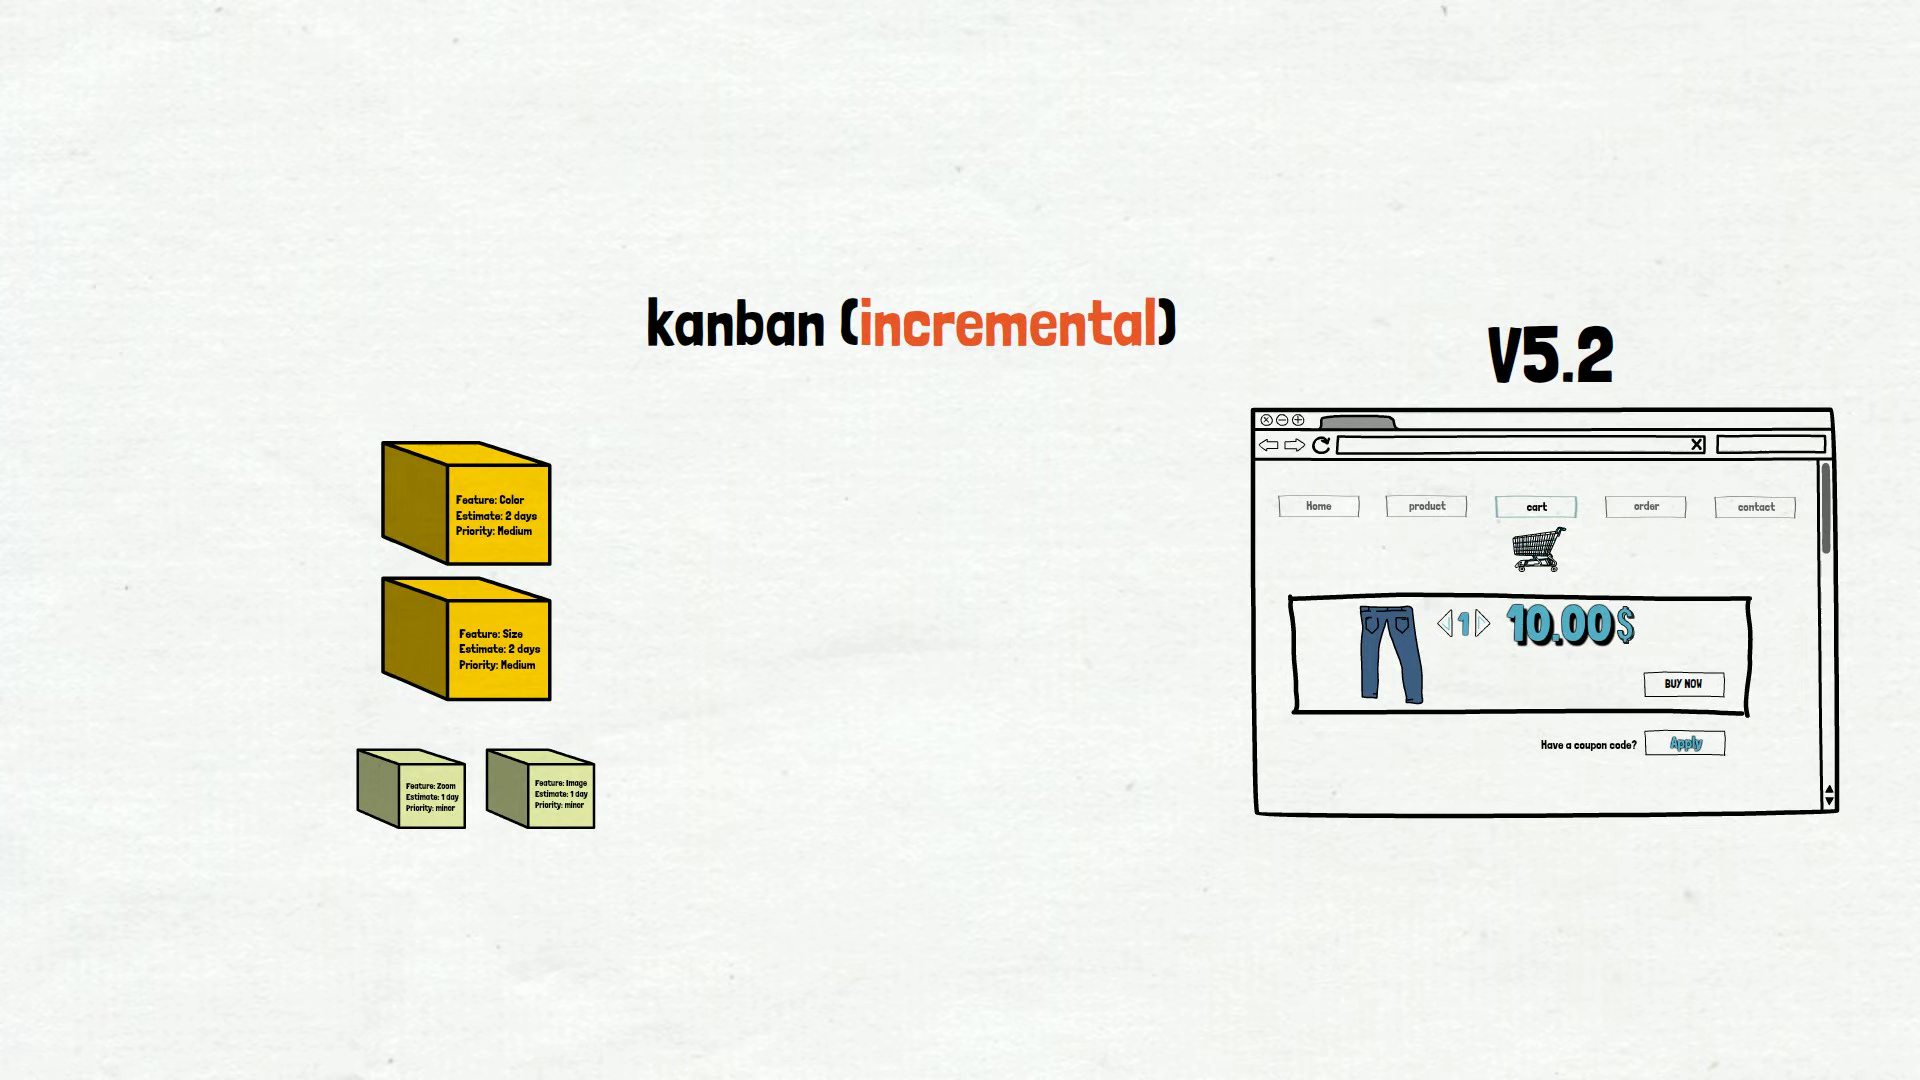 kanban (incremental)
V5.2
Feature: Color
Estimate: 2 days
Priority: Medium
Feature: Size
Estimate: 2 days
Priority: Medium
Feature: Zoom
Estimate: 1 day
Priority: minor
Feature: Image
Estimate: 1 day
Priority: minor
Home product cart order contact
1 10.00$
BUY NOW
Have a coupon code? Apply